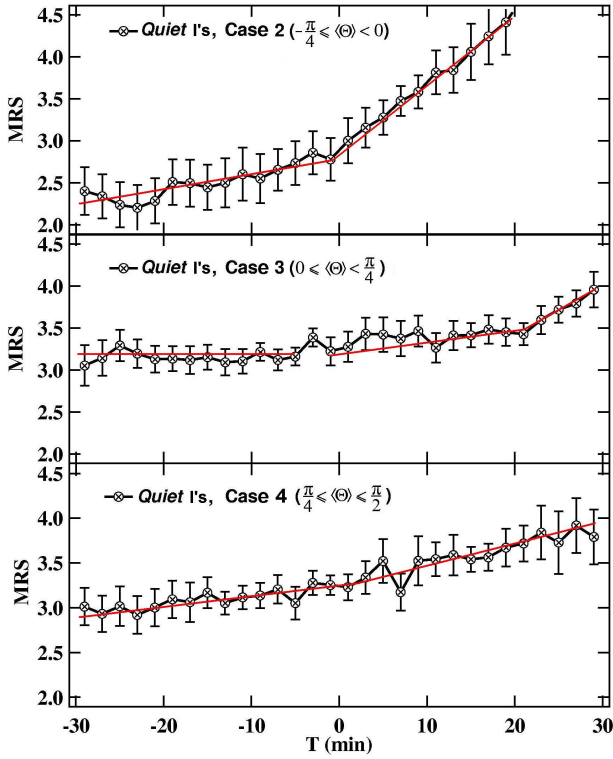 4.5
4.0
3.5
3.0
2.5
2.0
MRS
Quiet I's, Case 2 (-π/4 ⩽ ⟨Θ⟩ < 0)
4.5
4.0
3.5
3.0
2.5
2.0
MRS
Quiet I's, Case 3 (0 ⩽ ⟨Θ⟩ < π/4)
4.5
4.0
3.5
3.0
2.5
2.0
MRS
Quiet I's, Case 4 (π/4 ⩽ ⟨Θ⟩ ⩽ π/2)
-30 -20 -10 0 10 20 30
T (min)